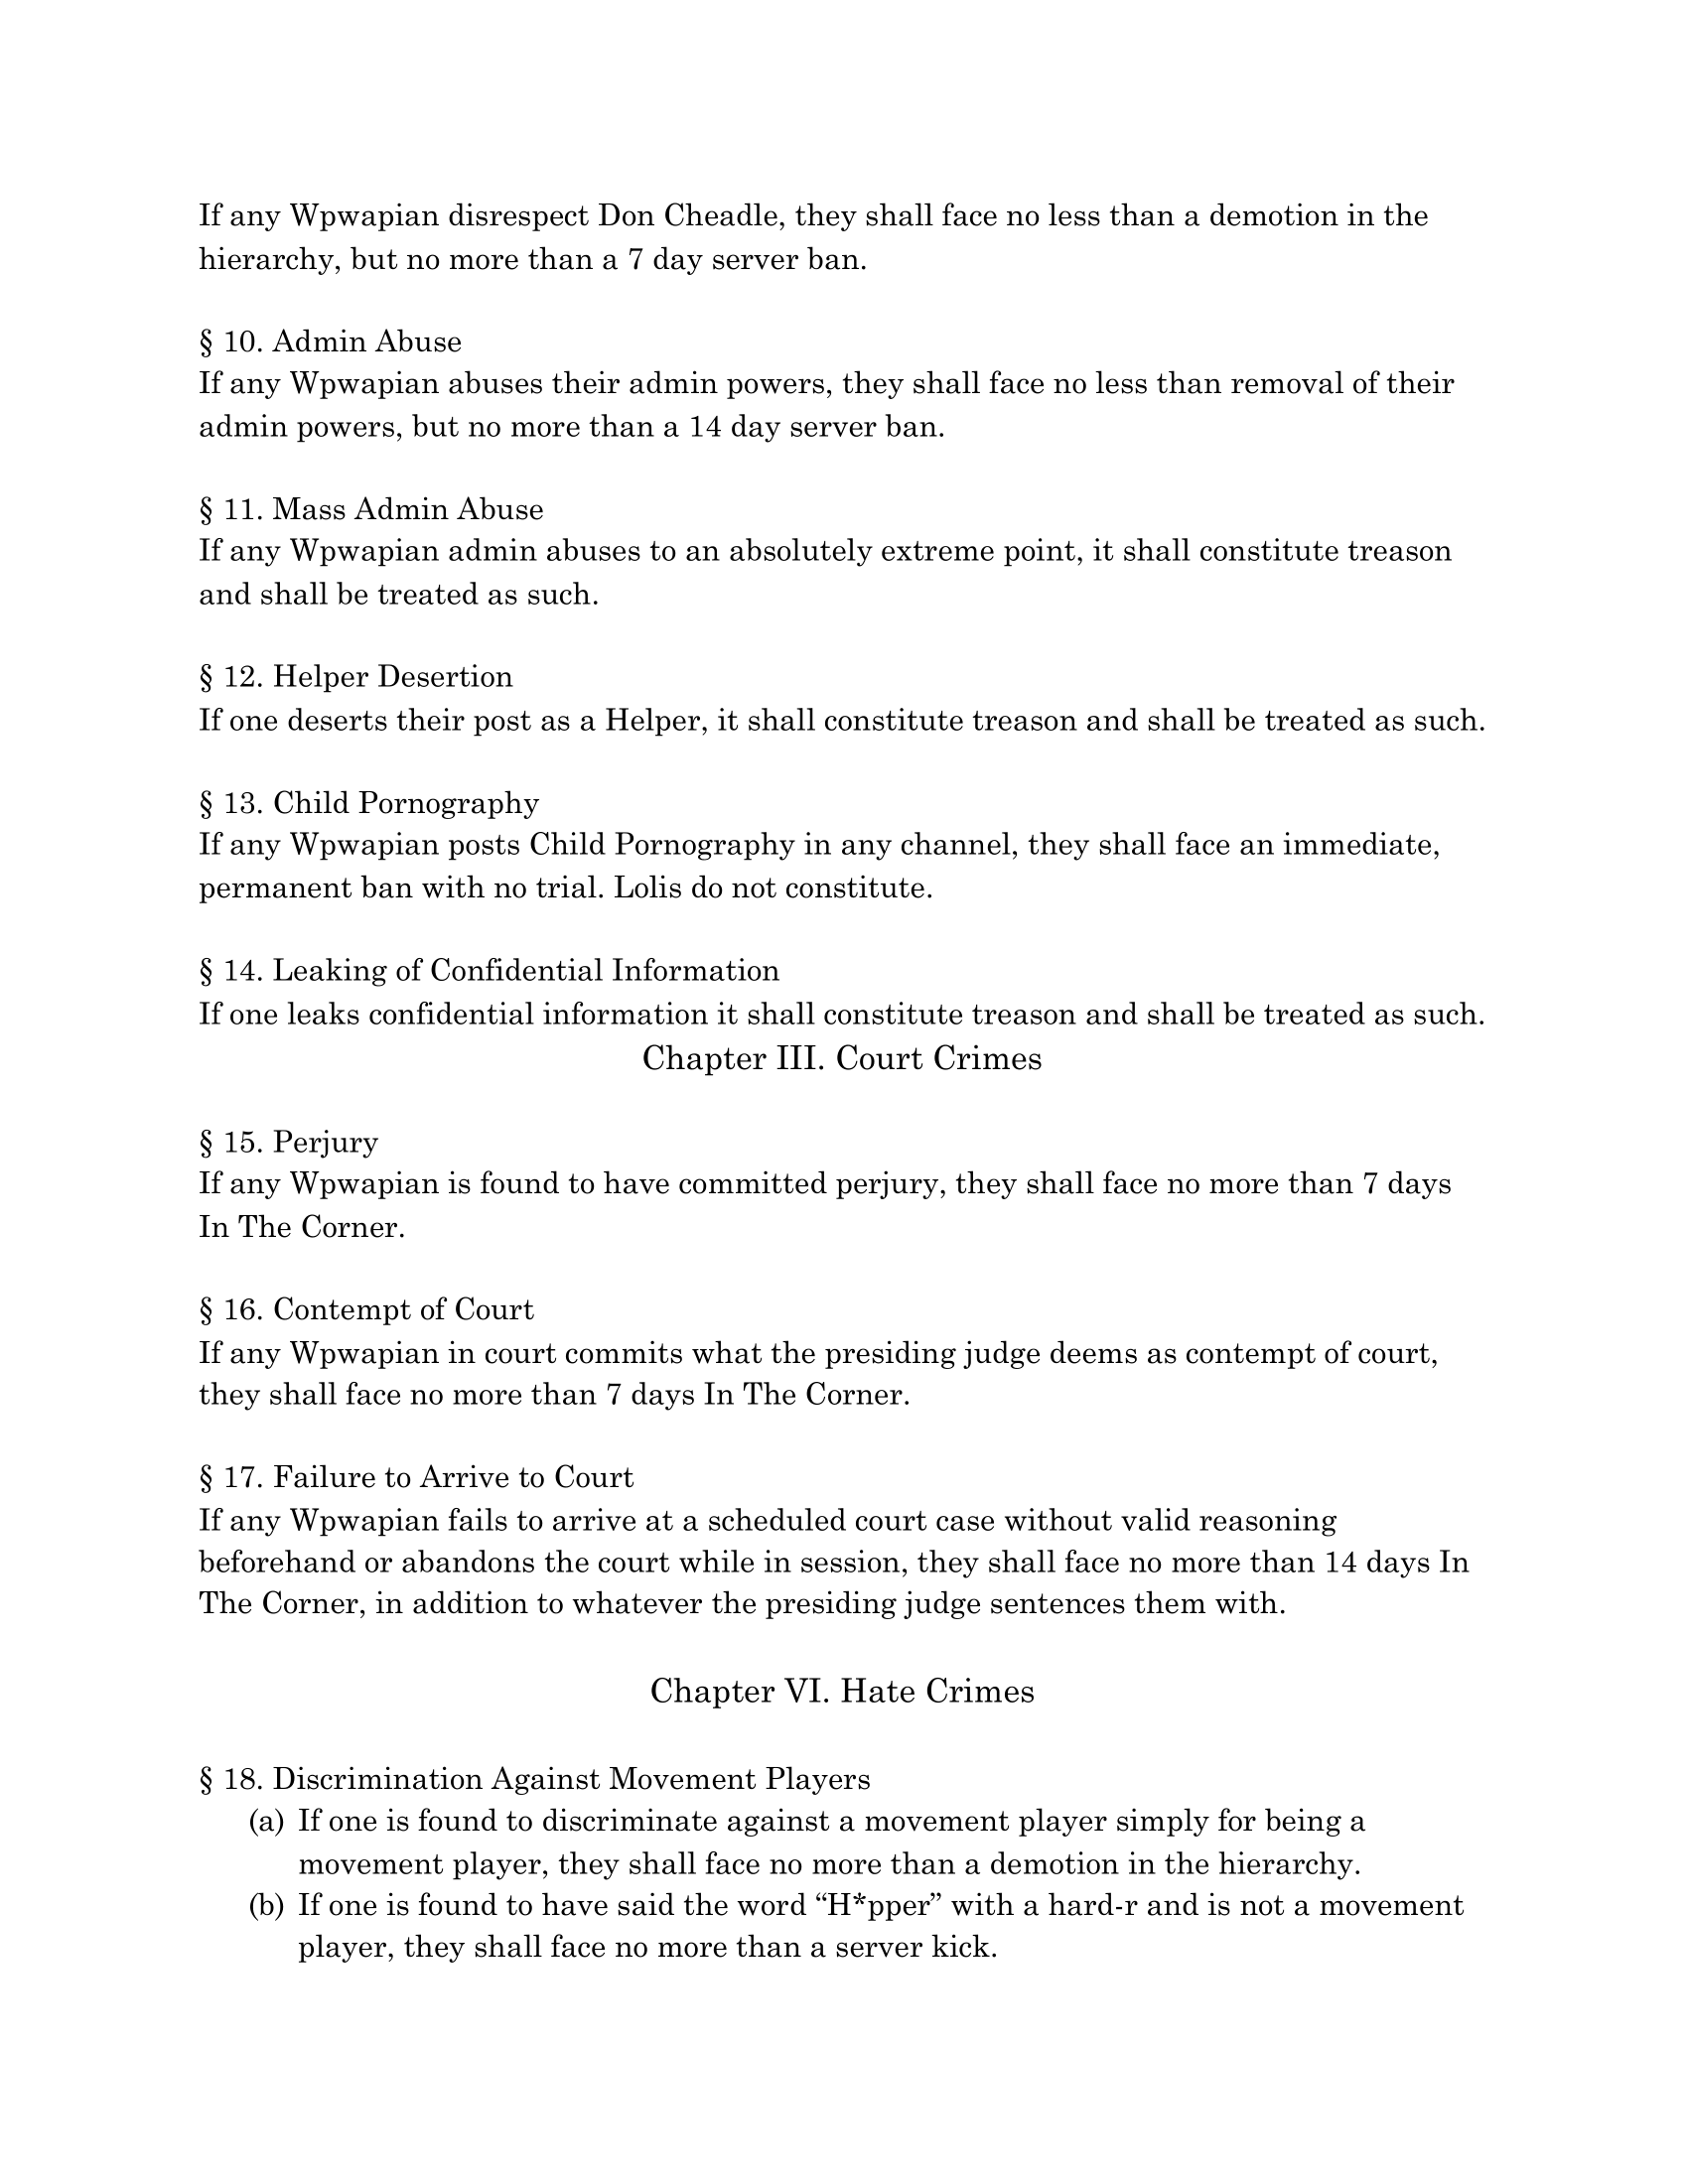 If any Wpwapian disrespect Don Cheadle, they shall face no less than a demotion in the
hierarchy, but no more than a 7 day server ban.
§ 10. Admin Abuse
If any Wpwapian abuses their admin powers, they shall face no less than removal of their
admin powers, but no more than a 14 day server ban.
§ 11. Mass Admin Abuse
If any Wpwapian admin abuses to an absolutely extreme point, it shall constitute treason
and shall be treated as such.
§ 12. Helper Desertion
If one deserts their post as a Helper, it shall constitute treason and shall be treated as such.
§ 13. Child Pornography
If any Wpwapian posts Child Pornography in any channel, they shall face an immediate,
permanent ban with no trial. Lolis do not constitute.
§ 14. Leaking of Confidential Information
If one leaks confidential information it shall constitute treason and shall be treated as such.
Chapter III. Court Crimes
§ 15. Perjury
If any Wpwapian is found to have committed perjury, they shall face no more than 7 days
In The Corner.
§ 16. Contempt of Court
If any Wpwapian in court commits what the presiding judge deems as contempt of court,
they shall face no more than 7 days In The Corner.
§ 17. Failure to Arrive to Court
If any Wpwapian fails to arrive at a scheduled court case without valid reasoning
beforehand or abandons the court while in session, they shall face no more than 14 days In
The Corner, in addition to whatever the presiding judge sentences them with.
Chapter VI. Hate Crimes
§ 18. Discrimination Against Movement Players
(a) If one is found to discriminate against a movement player simply for being a
movement player, they shall face no more than a demotion in the hierarchy.
(b) If one is found to have said the word “H*pper” with a hard-r and is not a movement
player, they shall face no more than a server kick.